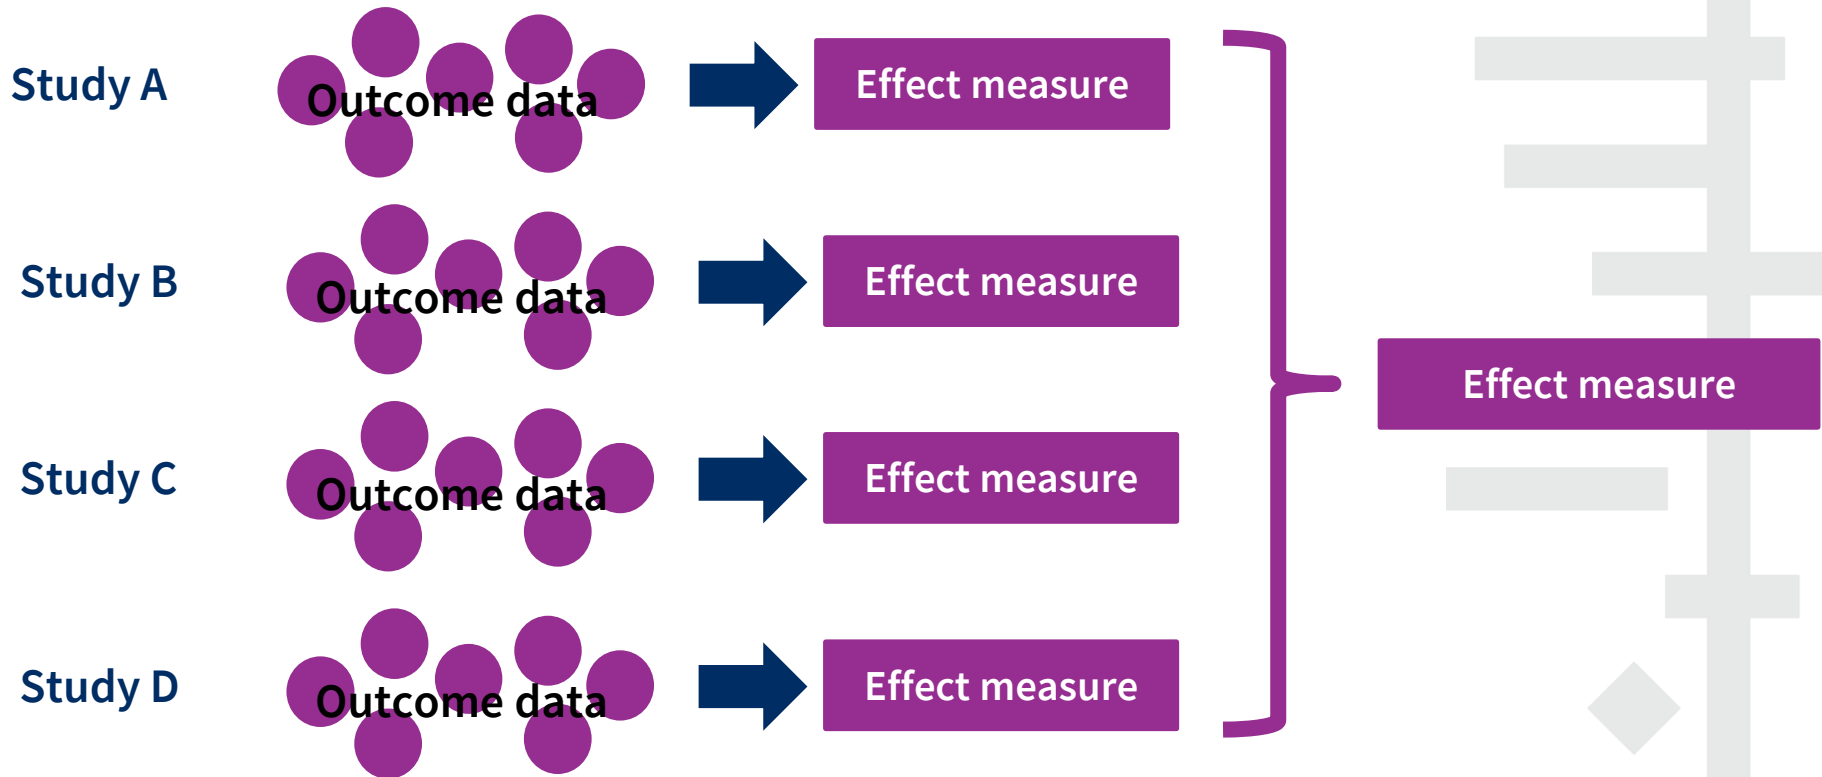 Study A
Outcome data
Effect measure
Study B
Outcome data
Effect measure
Study C
Outcome data
Effect measure
Study D
Outcome data
Effect measure
Effect measure